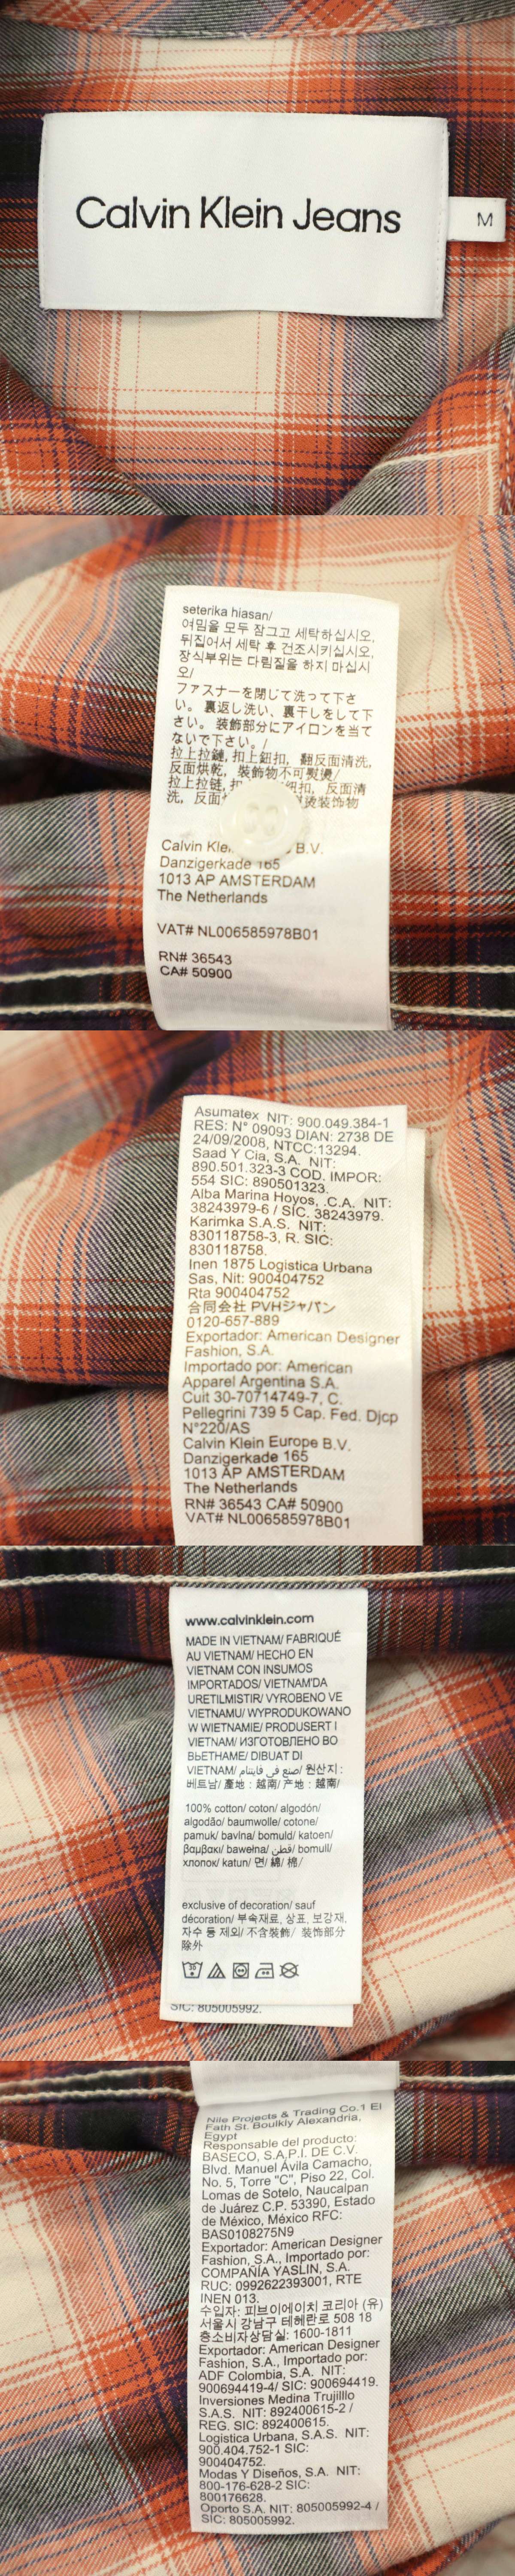 Calvin Klein Jeans
M
seterika hiasan/
여밈을 모두 잠그고 세탁하십시오,
뒤집어서 세탁 후 건조시키십시오,
장식부위는 다림질을 하지 마십시
오/
ファスナーを閉じて洗って下さ
い。裏返し洗い、裏干しをして下
さい。装飾部分にアイロンを当て
ないで下さい。/
拉上拉鏈, 扣上鈕扣, 翻反面清洗,
反面烘乾, 裝飾物不可熨燙/
拉上拉链, 扣 纽扣, 反面清
洗, 反面 烫装饰物
Calvin B.V.
Danzigerkade 165
1013 AP AMSTERDAM
The Netherlands
VAT# NL006585978B01
RN# 36543
CA# 50900
Asumatex NIT: 900.049.384-1
RES: N° 09093 DIAN: 2738 DE
24/09/2008, NTCC:13294.
Saad Y Cia, S.A. NIT:
890.501.323-3 COD. IMPOR:
554 SIC: 890501323.
Alba Marina Hoyos, .C.A. NIT:
38243979-6 / SIC. 38243979.
Karimka S.A.S. NIT:
830118758-3, R. SIC:
830118758.
Inen 1875 Logistica Urbana
Sas, Nit: 900404752
Rta 900404752
合同会社 PVHジャパン
0120-657-889
Exportador: American Designer
Fashion, S.A.
Importado por: American
Apparel Argentina S.A.
Cuit 30-70714749-7, C.
Pellegrini 739 5 Cap. Fed. Djcp
N°220/AS
Calvin Klein Europe B.V.
Danzigerkade 165
1013 AP AMSTERDAM
The Netherlands
RN# 36543 CA# 50900
VAT# NL006585978B01
www.calvinklein.com
MADE IN VIETNAM/ FABRIQUÉ
AU VIETNAM/ HECHO EN
VIETNAM CON INSUMOS
IMPORTADOS/ VIETNAM'DA
URETILMISTIR/ VYROBENO VE
VIETNAMU/ WYPRODUKOWANO
W WIETNAMIE/ PRODUSERT I
VIETNAM/ ИЗГОТОВЛЕНО ВО
ВЬЕТНАМЕ/ DIBUAT DI
VIETNAM/ صنع في فايتنام/ 원산지 :
베트남/ 產地 : 越南/ 产地 : 越南/
100% cotton/ coton/ algodón/
algodão/ baumwolle/ cotone/
pamuk/ bavlna/ bomuld/ katoen/
βαμβακι/ bawełna/ قطن/ bomull/
хлопок/ katun/ 면/ 綿/ 棉/
exclusive of decoration/ sauf
décoration/ 부속재료, 상표, 보강재,
자수 등 제외/ 不含裝飾/ 装饰部分
除外
SIC: 805005992.
Nile Projects & Trading Co.1 El
Fath St. Boulkly Alexandria,
Egypt
Responsable del producto:
BASECO, S.A.P.I. DE C.V.
Blvd. Manuel Ávila Camacho,
No. 5, Torre "C", Piso 22, Col.
Lomas de Sotelo, Naucalpan
de Juárez C.P. 53390, Estado
de México, México RFC:
BAS0108275N9
Exportador: American Designer
Fashion, S.A., Importado por:
COMPAÑÍA YASLIN, S.A.
RUC: 0992622393001, RTE
INEN 013.
수입자: 피브이에이치 코리아 (유)
서울시 강남구 테헤란로 508 18
층소비자상담실: 1600-1811
Exportador: American Designer
Fashion, S.A., Importado por:
ADF Colombia, S.A. NIT:
900694419-4/ SIC: 900694419.
Inversiones Medina Trujilllo
S.A.S. NIT: 892400615-2 /
REG. SIC: 892400615.
Logistica Urbana, S.A.S. NIT:
900.404.752-1 SIC:
900404752.
Modas Y Diseños, S.A. NIT:
800-176-628-2 SIC:
800176628.
Oporto S.A. NIT: 805005992-4 /
SIC: 805005992.